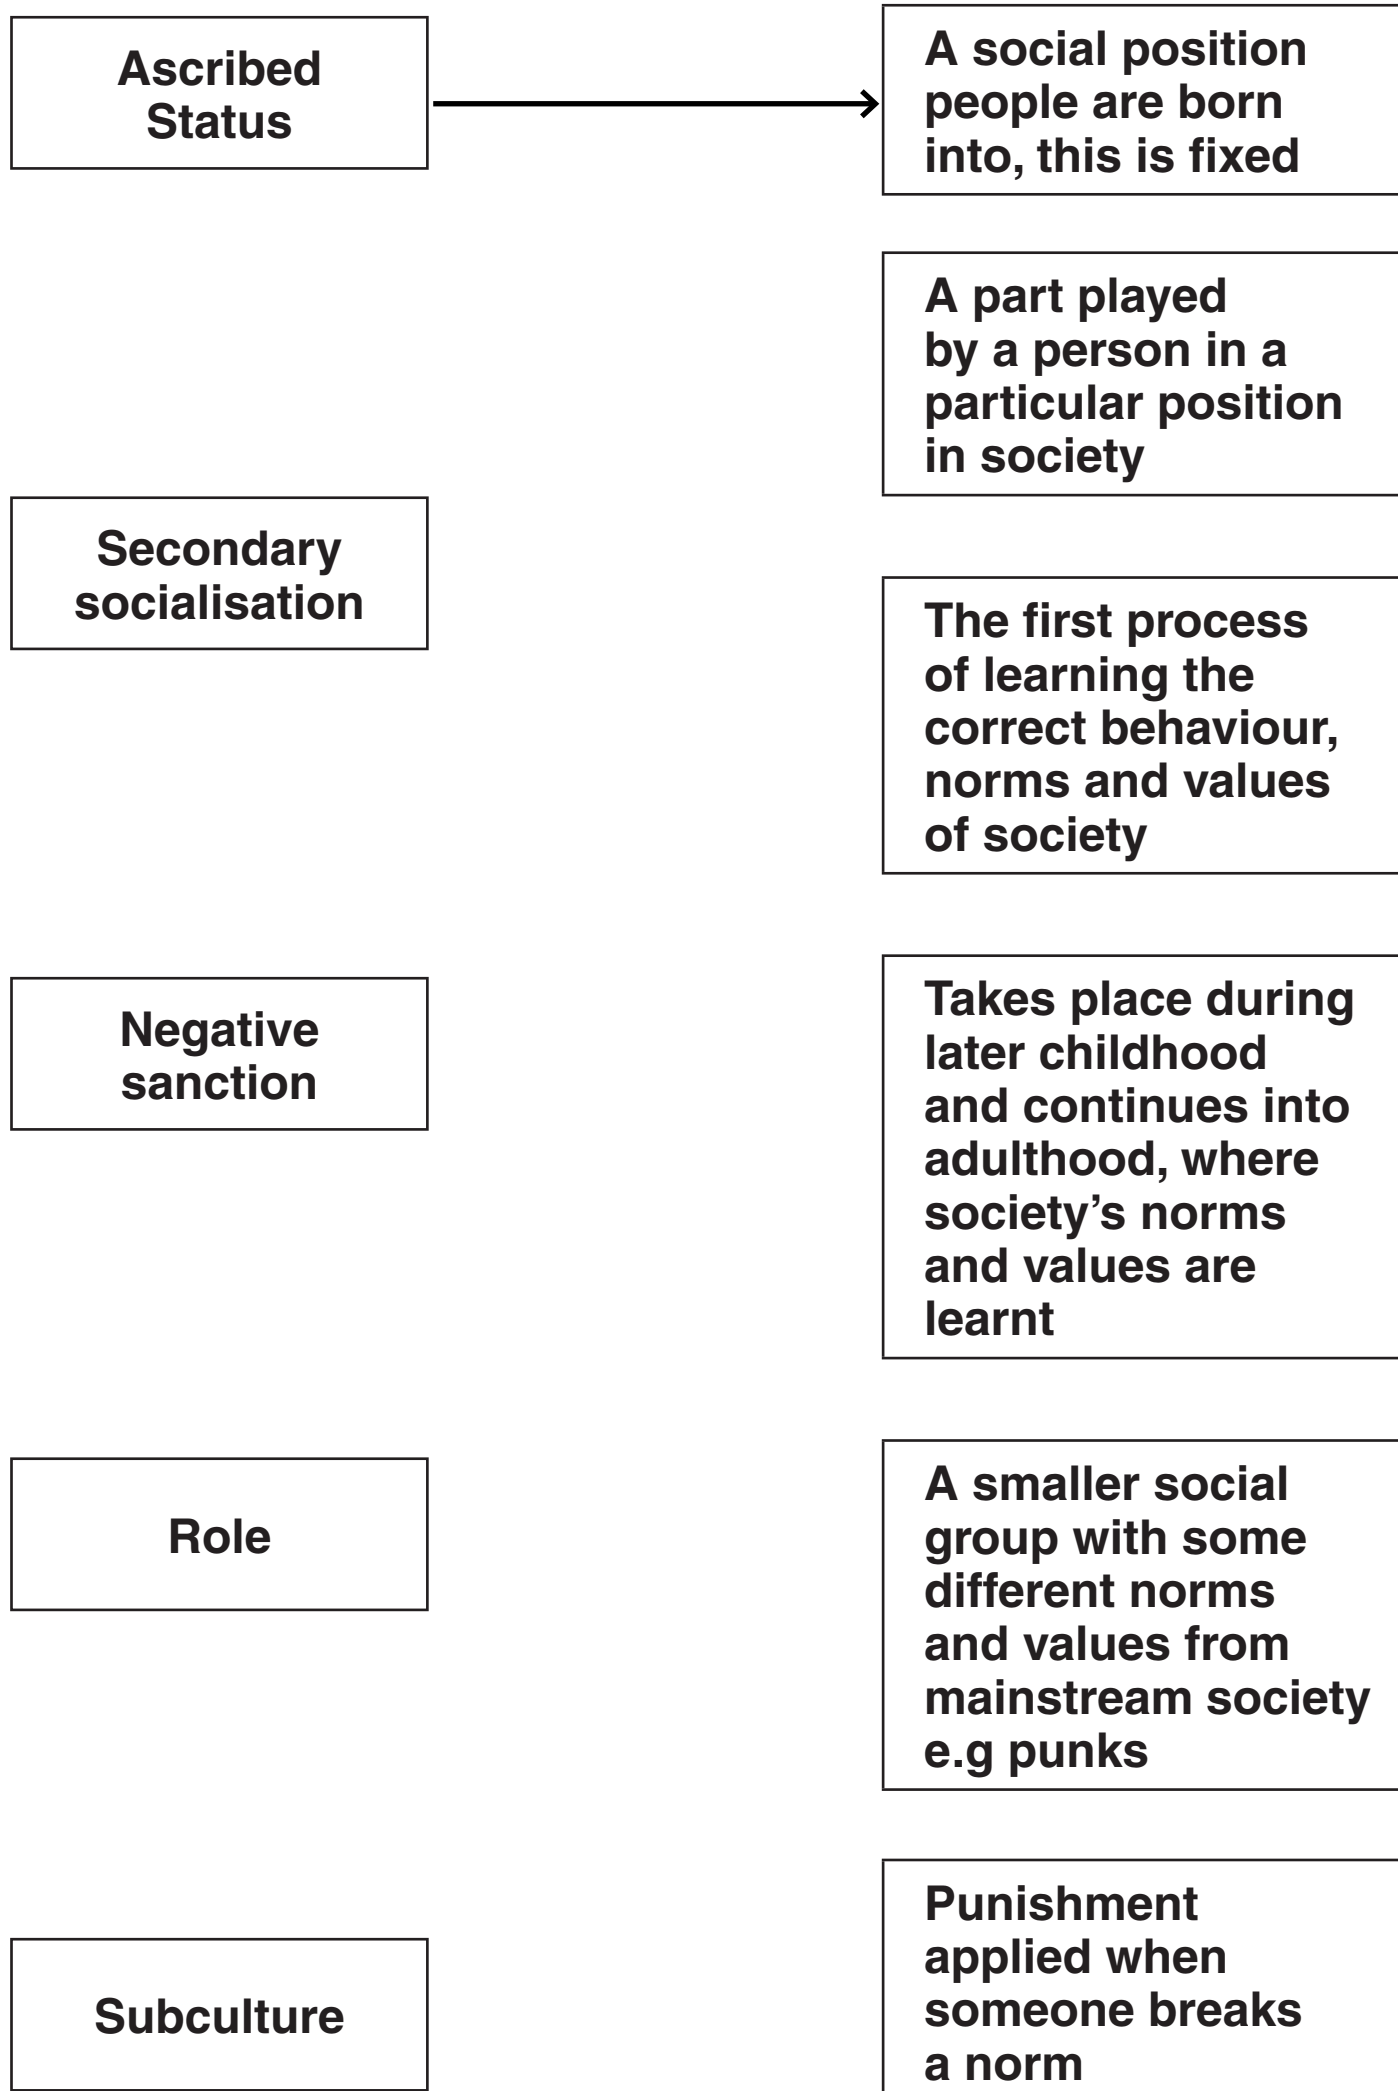 Ascribed
Status
A social position
people are born
into, this is fixed
A part played
by a person in a
particular position
in society
Secondary
socialisation
The first process
of learning the
correct behaviour,
norms and values
of society
Negative
sanction
Takes place during
later childhood
and continues into
adulthood, where
society’s norms
and values are
learnt
Role
A smaller social
group with some
different norms
and values from
mainstream society
e.g punks
Subculture
Punishment
applied when
someone breaks
a norm